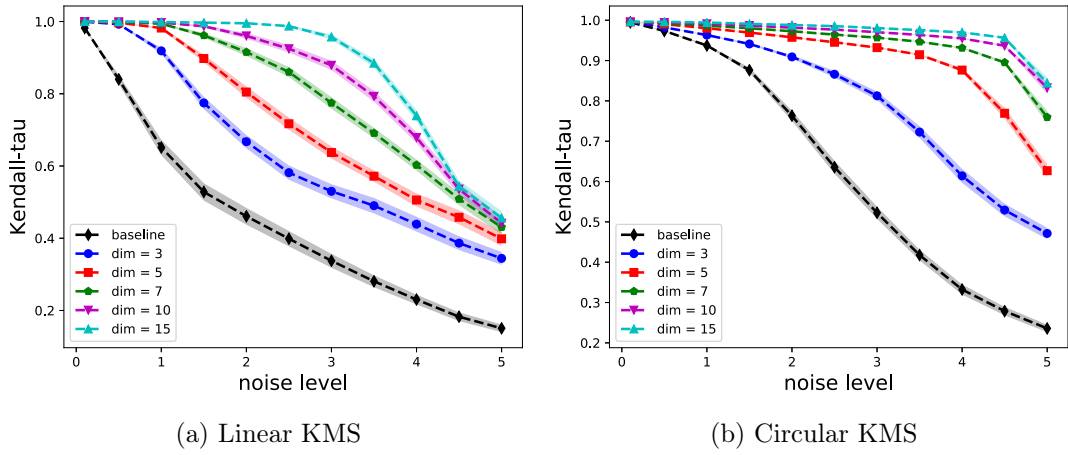 1.0
0.8
0.6
0.4
0.2
Kendall-tau
baseline
dim = 3
dim = 5
dim = 7
dim = 10
dim = 15
0 1 2 3 4 5
noise level
(a) Linear KMS
1.0
0.9
0.8
0.7
0.6
0.5
0.4
0.3
0.2
Kendall-tau
baseline
dim = 3
dim = 5
dim = 7
dim = 10
dim = 15
0 1 2 3 4 5
noise level
(b) Circular KMS